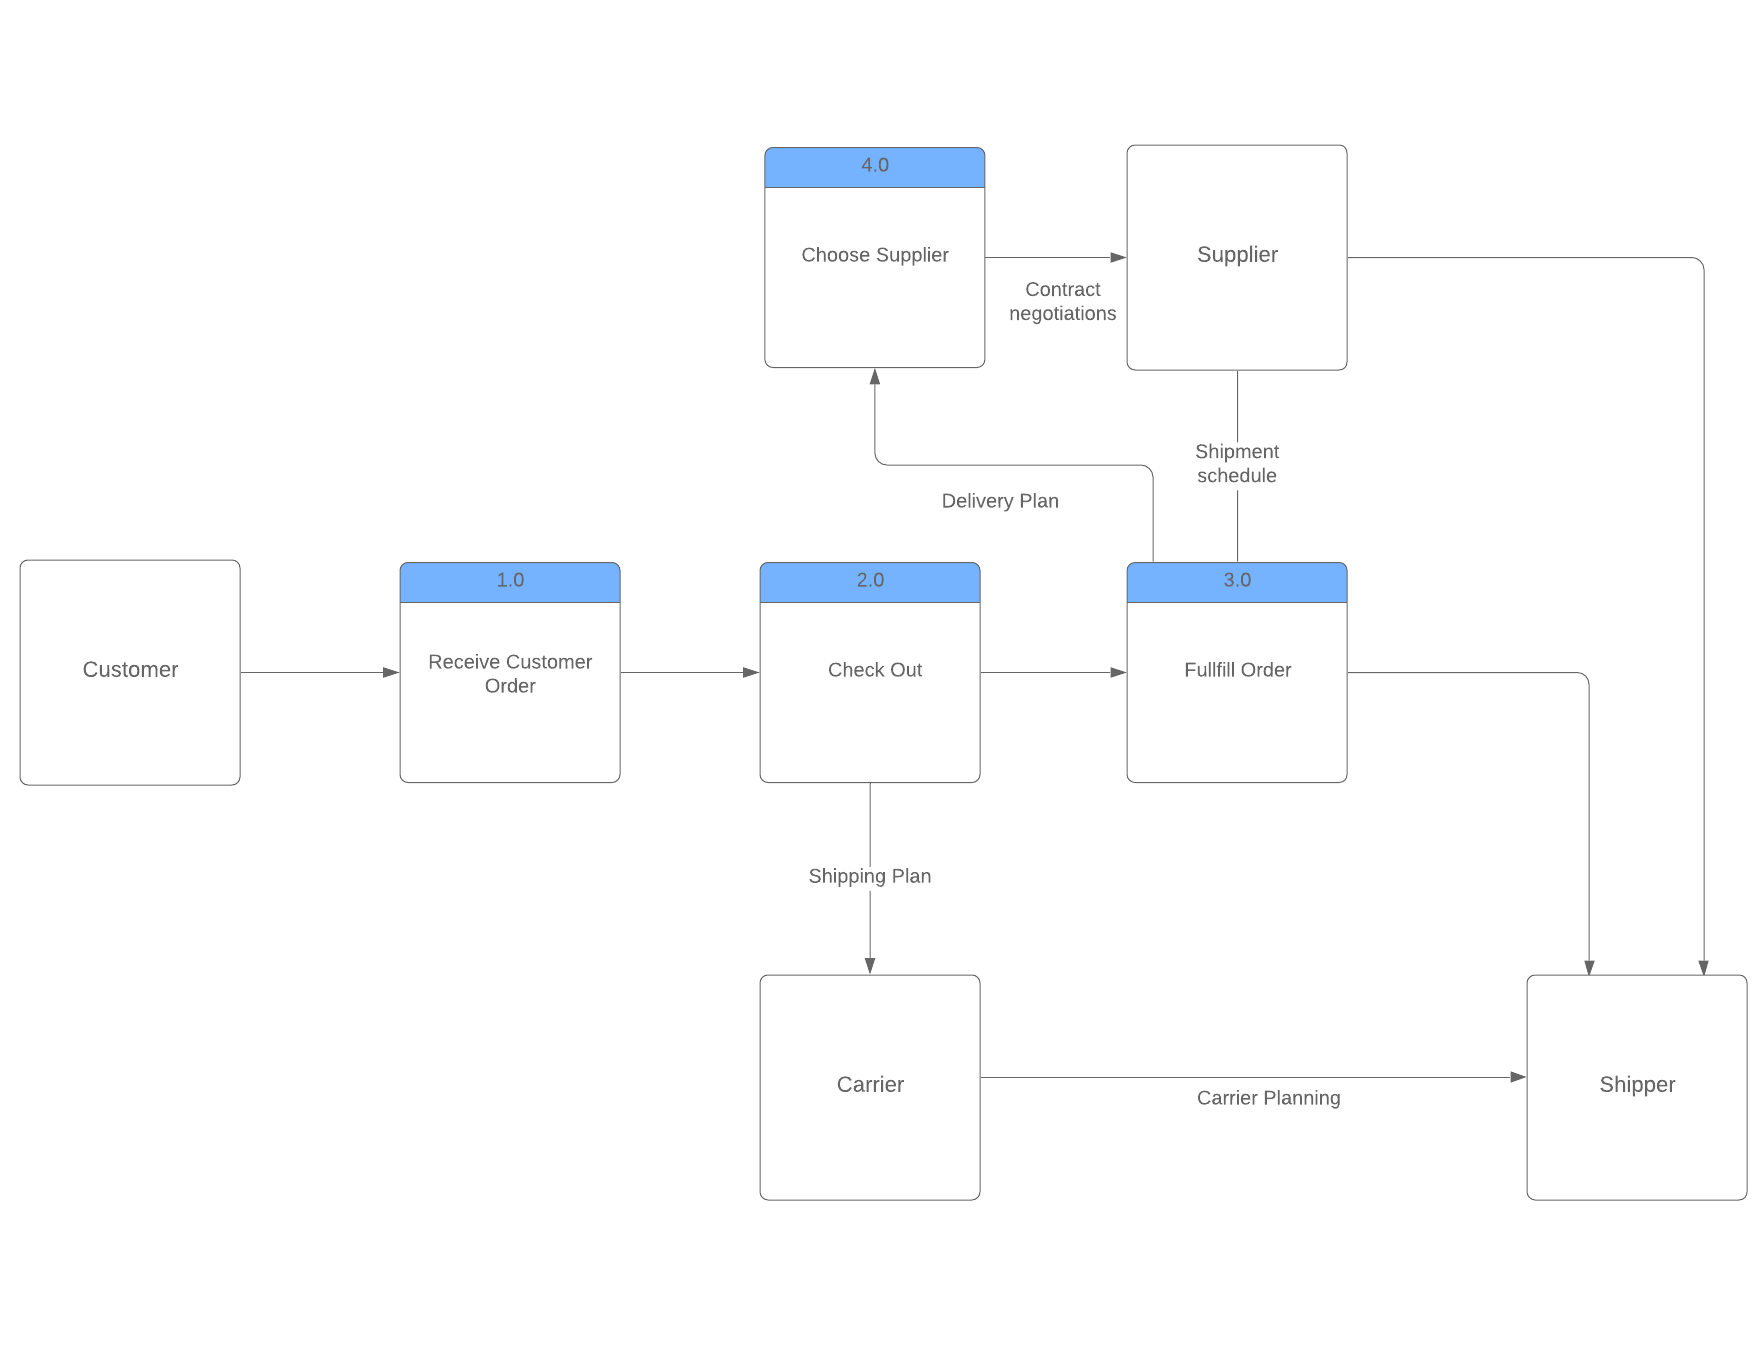 4.0
Choose Supplier
Supplier
Contract
negotiations
Shipment
schedule
Delivery Plan
Customer
1.0
Receive Customer
Order
2.0
Check Out
3.0
Fullfill Order
Shipping Plan
Carrier
Carrier Planning
Shipper